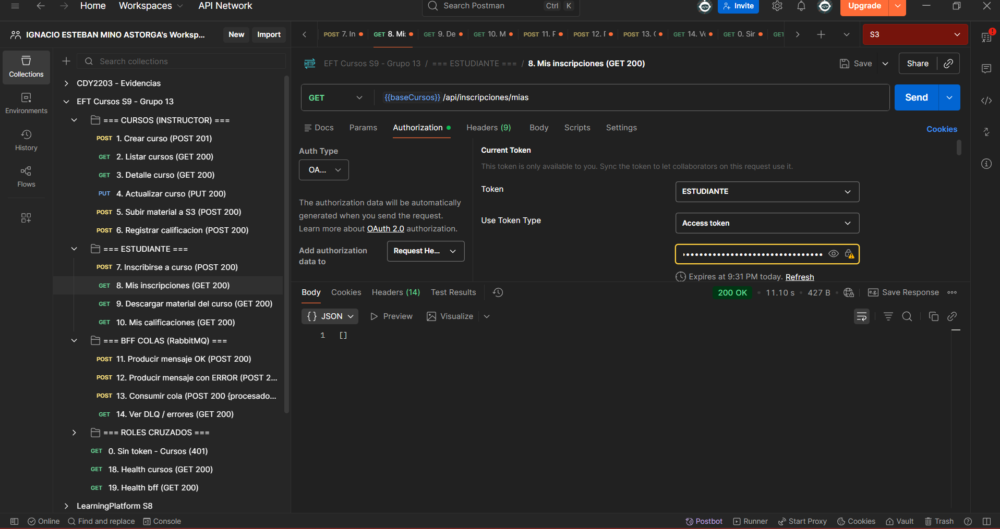 Home Workspaces API Network Search Postman Ctrl K Invite Upgrade
IGNACIO ESTEBAN MINO ASTORGA's Worksp... New Import
POST 7. In GET 8. Mis GET 9. De GET 10. M POST 11. F POST 12. POST 13. GET 14. Ve GET 0. Sin GET S3
Collections
Environments
History
Flows
Search collections
CDY2203 - Evidencias
EFT Cursos S9 - Grupo 13
=== CURSOS (INSTRUCTOR) ===
POST 1. Crear curso (POST 201)
GET 2. Listar cursos (GET 200)
GET 3. Detalle curso (GET 200)
PUT 4. Actualizar curso (PUT 200)
POST 5. Subir material a S3 (POST 200)
POST 6. Registrar calificacion (POST 200)
=== ESTUDIANTE ===
POST 7. Inscribirse a curso (POST 200)
GET 8. Mis inscripciones (GET 200)
GET 9. Descargar material del curso (GET 200)
GET 10. Mis calificaciones (GET 200)
=== BFF COLAS (RabbitMQ) ===
POST 11. Producir mensaje OK (POST 200)
POST 12. Producir mensaje con ERROR (POST 2...
POST 13. Consumir cola (POST 200 {procesado...
GET 14. Ver DLQ / errores (GET 200)
=== ROLES CRUZADOS ===
GET 0. Sin token - Cursos (401)
GET 18. Health cursos (GET 200)
GET 19. Health bff (GET 200)
LearningPlatform S8
HTTP EFT Cursos S9 - Grupo 13 / === ESTUDIANTE === / 8. Mis inscripciones (GET 200) Save Share
GET {{baseCursos}} /api/inscripciones/mias Send
Docs Params Authorization Headers (9) Body Scripts Settings Cookies
Auth Type
OA...
The authorization data will be automatically
generated when you send the request.
Learn more about OAuth 2.0 authorization.
Add authorization
data to
Request He...
Current Token
This token is only available to you. Sync the token to let collaborators on this request use it.
Token ESTUDIANTE
Use Token Type Access token
Expires at 9:31 PM today. Refresh
Body Cookies Headers (14) Test Results 200 OK 11.10 s 427 B e.g. Save Response
{} JSON Preview Visualize
1 []
Online Find and replace Console Postbot Runner Start Proxy Cookies Vault Trash